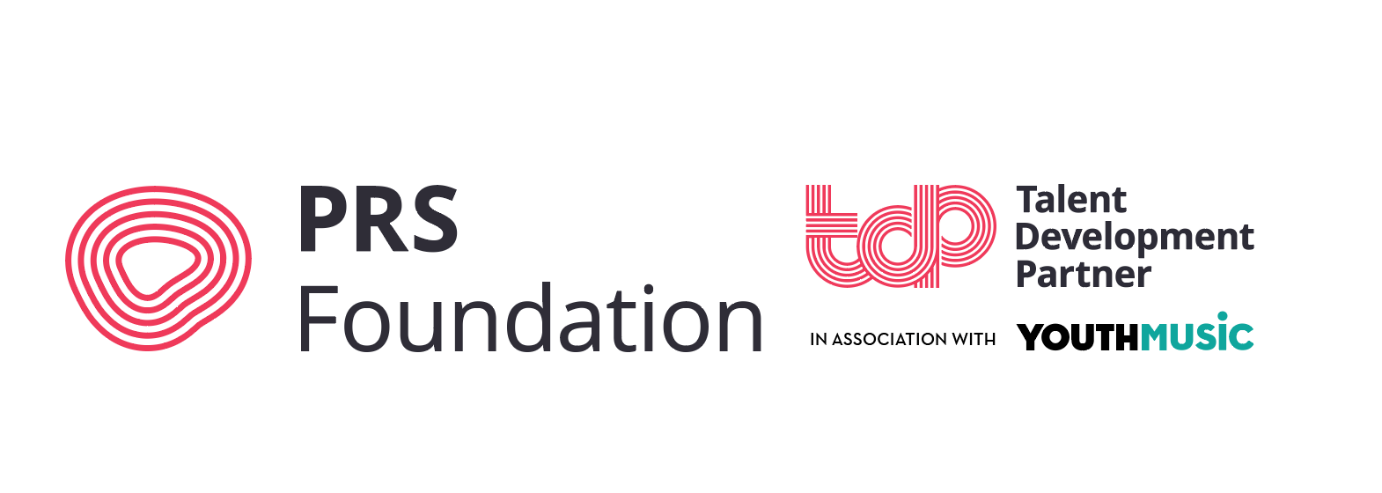 PRS
Foundation
tdp
Talent
Development
Partner
IN ASSOCIATION WITH YOUTHMUSIC